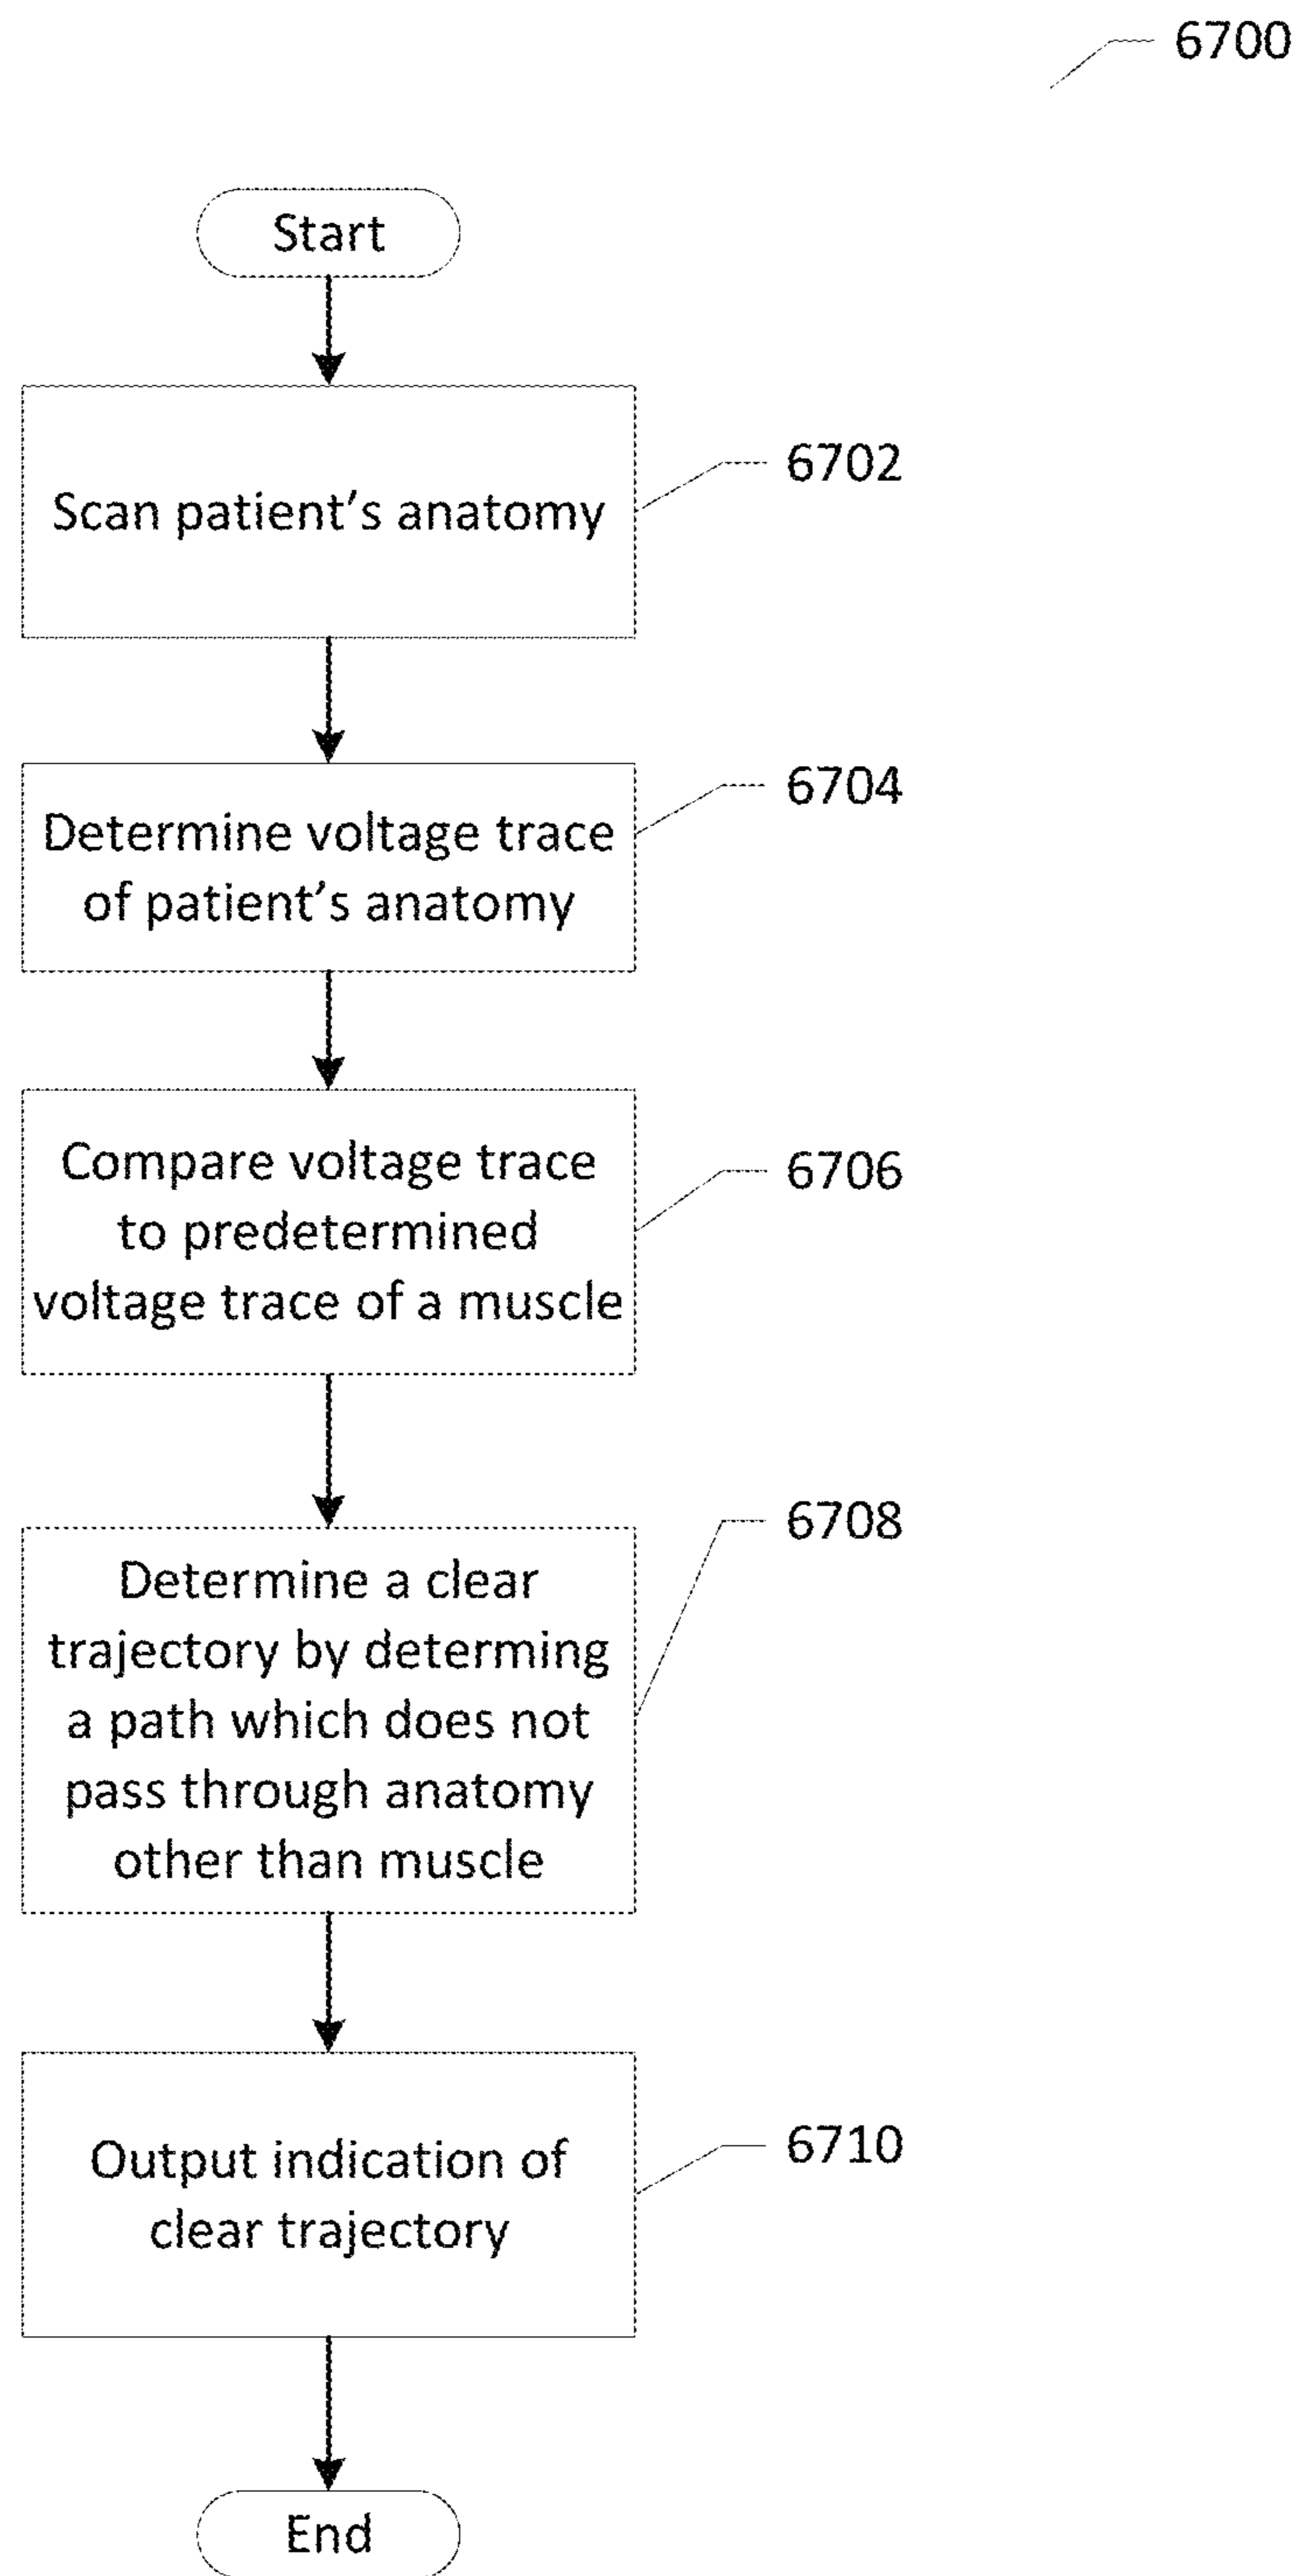 6700
Start
Scan patient's anatomy
6702
Determine voltage trace
of patient's anatomy
6704
Compare voltage trace
to predetermined
voltage trace of a muscle
6706
Determine a clear
trajectory by determing
a path which does not
pass through anatomy
other than muscle
6708
Output indication of
clear trajectory
6710
End